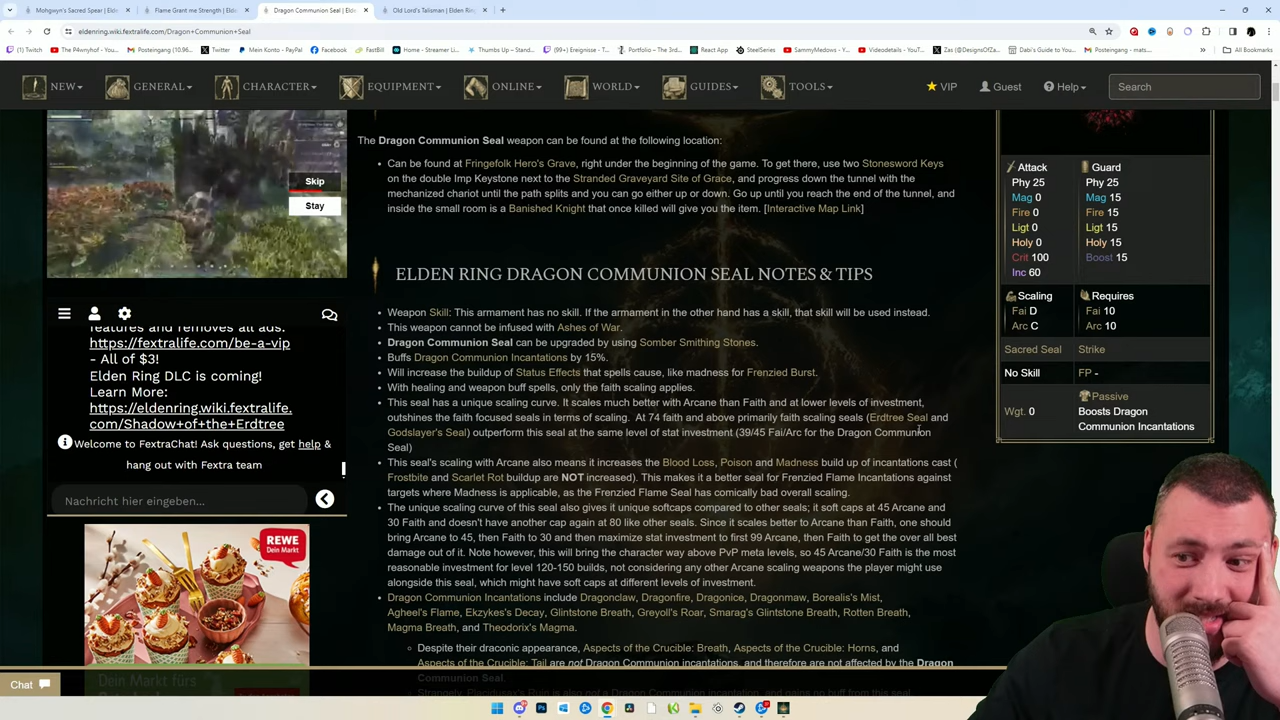 Mohgwyn's Sacred Spear | Elde
Flame Grant me Strength | Elde
Dragon Communion Seal | Elde
Old Lord's Talisman | Elden Ring
eldenring.wiki.fextralife.com/Dragon+Communion+Seal
(1) Twitch
The P4wnyhof - You
Posteingang (10.96
Twitter
Mein Konto - PayPal
Facebook
FastBill
Home - Streamer Li
Thumbs Up – Stand
(99+) Ereignisse - T
Portfolio – The 3rd
React App
SteelSeries
SammyMedows - Yo
Videodetails - YouT
Zas (@DesignsOfZa
Dabi's Guide to You
Posteingang - mats
All Bookmarks
NEW
GENERAL
CHARACTER
EQUIPMENT
ONLINE
WORLD
GUIDES
TOOLS
VIP
Guest
Help
Search
Skip
Stay
features and removes all ads:
https://fextralife.com/be-a-vip
- All of $3!
Elden Ring DLC is coming!
Learn More:
https://eldenring.wiki.fextralife.
com/Shadow+of+the+Erdtree
Welcome to FextraChat! Ask questions, get help &
hang out with Fextra team
Nachricht hier eingeben...
REWE
Dein Markt
Dein Markt fürs
Chat
The Dragon Communion Seal weapon can be found at the following location:
Can be found at Fringefolk Hero's Grave, right under the beginning of the game. To get there, use two Stonesword Keys
on the double Imp Keystone next to the Stranded Graveyard Site of Grace, and progress down the tunnel with the
mechanized chariot until the path splits and you can go either up or down. Go up until you reach the end of the tunnel, and
inside the small room is a Banished Knight that once killed will give you the item. [Interactive Map Link]
ELDEN RING DRAGON COMMUNION SEAL NOTES & TIPS
Weapon Skill: This armament has no skill. If the armament in the other hand has a skill, that skill will be used instead.
This weapon cannot be infused with Ashes of War.
Dragon Communion Seal can be upgraded by using Somber Smithing Stones.
Buffs Dragon Communion Incantations by 15%.
Will increase the buildup of Status Effects that spells cause, like madness for Frenzied Burst.
With healing and weapon buff spells, only the faith scaling applies.
This seal has a unique scaling curve. It scales much better with Arcane than Faith and at lower levels of investment,
outshines the faith focused seals in terms of scaling. At 74 faith and above primarily faith scaling seals (Erdtree Seal and
Godslayer's Seal) outperform this seal at the same level of stat investment (39/45 Fai/Arc for the Dragon Communion
Seal)
This seal's scaling with Arcane also means it increases the Blood Loss, Poison and Madness build up of incantations cast (
Frostbite and Scarlet Rot buildup are NOT increased). This makes it a better seal for Frenzied Flame Incantations against
targets where Madness is applicable, as the Frenzied Flame Seal has comically bad overall scaling.
The unique scaling curve of this seal also gives it unique softcaps compared to other seals; it soft caps at 45 Arcane and
30 Faith and doesn't have another cap again at 80 like other seals. Since it scales better to Arcane than Faith, one should
bring Arcane to 45, then Faith to 30 and then maximize stat investment to first 99 Arcane, then Faith to get the over all best
damage out of it. Note however, this will bring the character way above PvP meta levels, so 45 Arcane/30 Faith is the most
reasonable investment for level 120-150 builds, not considering any other Arcane scaling weapons the player might use
alongside this seal, which might have soft caps at different levels of investment.
Dragon Communion Incantations include Dragonclaw, Dragonfire, Dragonice, Dragonmaw, Borealis's Mist,
Agheel's Flame, Ekzykes's Decay, Glintstone Breath, Greyoll's Roar, Smarag's Glintstone Breath, Rotten Breath,
Magma Breath, and Theodorix's Magma.
Despite their draconic appearance, Aspects of the Crucible: Breath, Aspects of the Crucible: Horns, and
Aspects of the Crucible: Tail are not Dragon Communion incantations, and therefore are not affected by the Dragon
Communion Seal.
Strangely, Placidusax's Ruin is also not a Dragon Communion incantation, and gains no buff from this seal.
Attack
Guard
Phy 25
Phy 25
Mag 0
Mag 15
Fire 0
Fire 15
Ligt 0
Ligt 15
Holy 0
Holy 15
Crit 100
Boost 15
Inc 60
Scaling
Requires
Fai D
Fai 10
Arc C
Arc 10
Sacred Seal
Strike
No Skill
FP -
Wgt. 0
Passive
Boosts Dragon
Communion Incantations